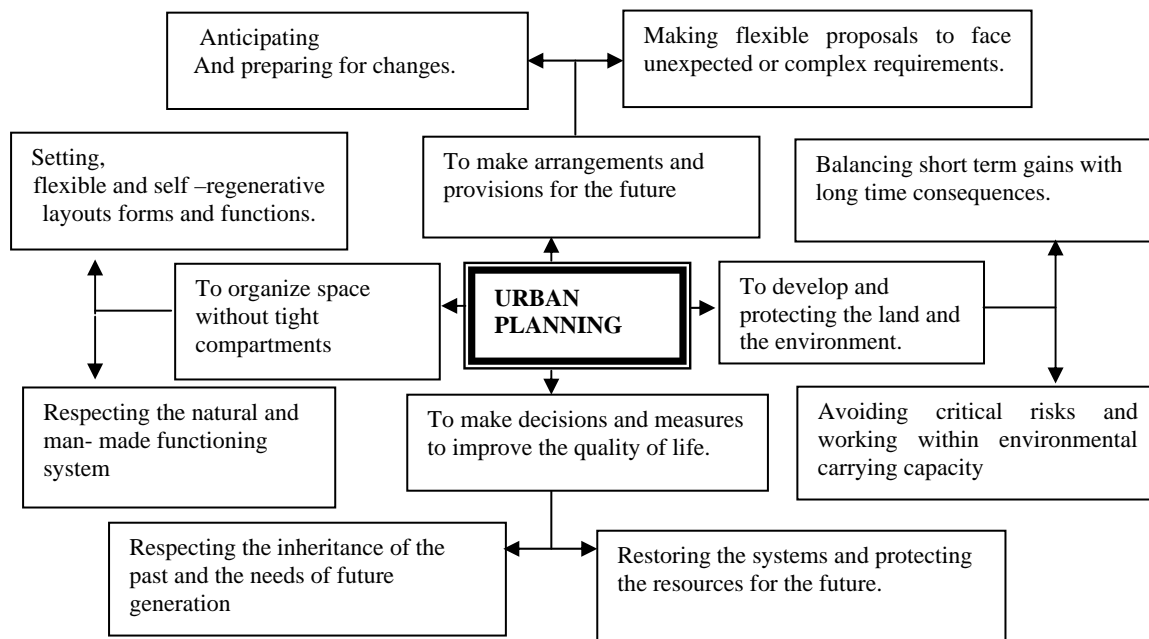 Anticipating
And preparing for changes.
Making flexible proposals to face
unexpected or complex requirements.
Setting,
flexible and self –regenerative
layouts forms and functions.
To make arrangements and
provisions for the future
Balancing short term gains with
long time consequences.
To organize space
without tight
compartments
URBAN
PLANNING
To develop and
protecting the land and
the environment.
Respecting the natural and
man- made functioning
system
To make decisions and measures
to improve the quality of life.
Avoiding critical risks and
working within environmental
carrying capacity
Respecting the inheritance of the
past and the needs of future
generation
Restoring the systems and protecting
the resources for the future.